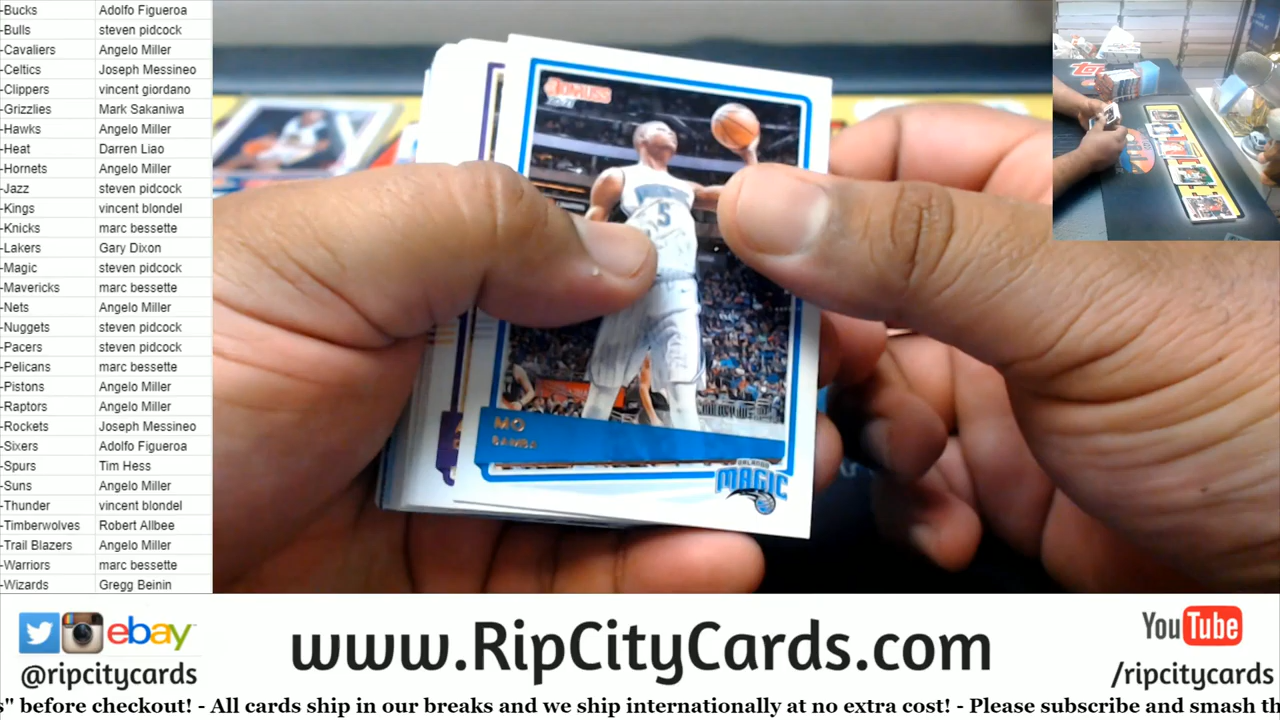 -Bucks Adolfo Figueroa
-Bulls steven pidcock
-Cavaliers Angelo Miller
-Celtics Joseph Messineo
-Clippers vincent giordano
-Grizzlies Mark Sakaniwa
-Hawks Angelo Miller
-Heat Darren Liao
-Hornets Angelo Miller
-Jazz steven pidcock
-Kings vincent blondel
-Knicks marc bessette
-Lakers Gary Dixon
-Magic steven pidcock
-Mavericks marc bessette
-Nets Angelo Miller
-Nuggets steven pidcock
-Pacers steven pidcock
-Pelicans marc bessette
-Pistons Angelo Miller
-Raptors Angelo Miller
-Rockets Joseph Messineo
-Sixers Adolfo Figueroa
-Spurs Tim Hess
-Suns Angelo Miller
-Thunder vincent blondel
-Timberwolves Robert Allbee
-Trail Blazers Angelo Miller
-Warriors marc bessette
-Wizards Gregg Beinin
DONRUSS
5
MO
BAMBA
ORLANDO
MAGIC
ebay
@ripcitycards
www.RipCityCards.com
YouTube
/ripcitycards
s" before checkout! - All cards ship in our breaks and we ship internationally at no extra cost! - Please subscribe and smash th